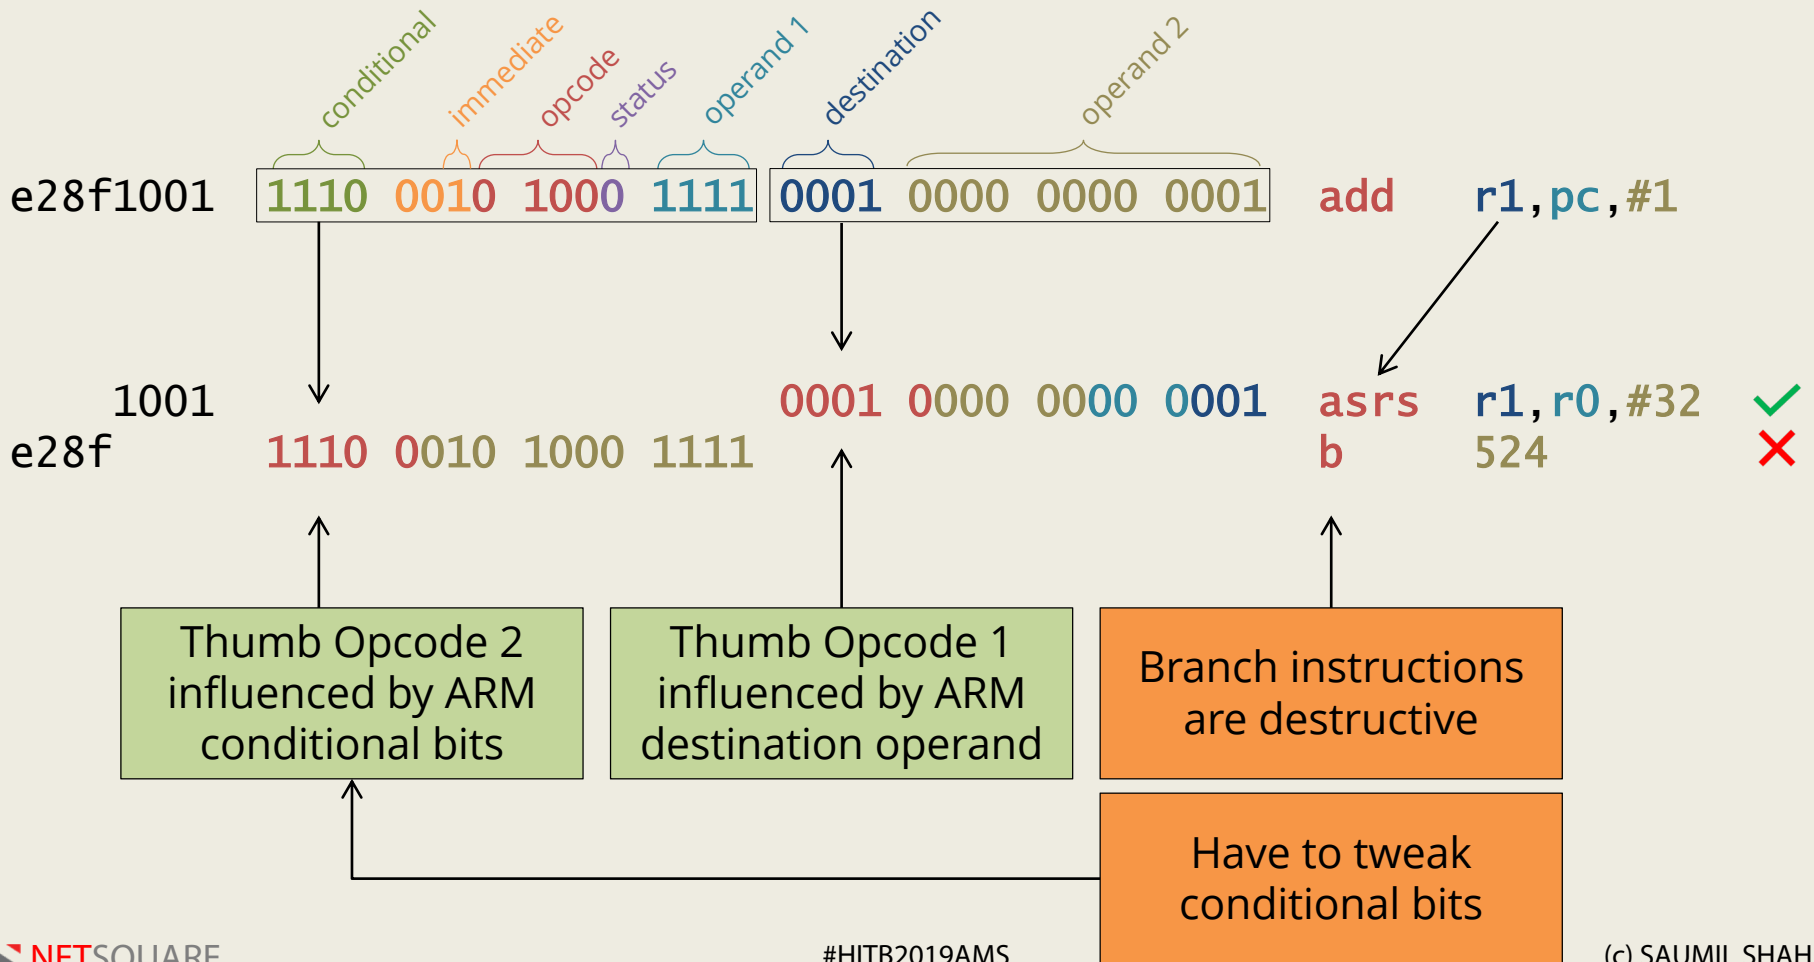 conditional
immediate
opcode
status
operand 1
destination
operand 2
e28f1001 1110 0010 1000 1111 0001 0000 0000 0001 add r1,pc,#1
1001 0001 0000 0000 0001 asrs r1,r0,#32
e28f 1110 0010 1000 1111 b 524
Thumb Opcode 2
influenced by ARM
conditional bits
Thumb Opcode 1
influenced by ARM
destination operand
Branch instructions
are destructive
Have to tweak
conditional bits
NETSQUARE
#HITB2019AMS
(c) SAUMIL SHAH